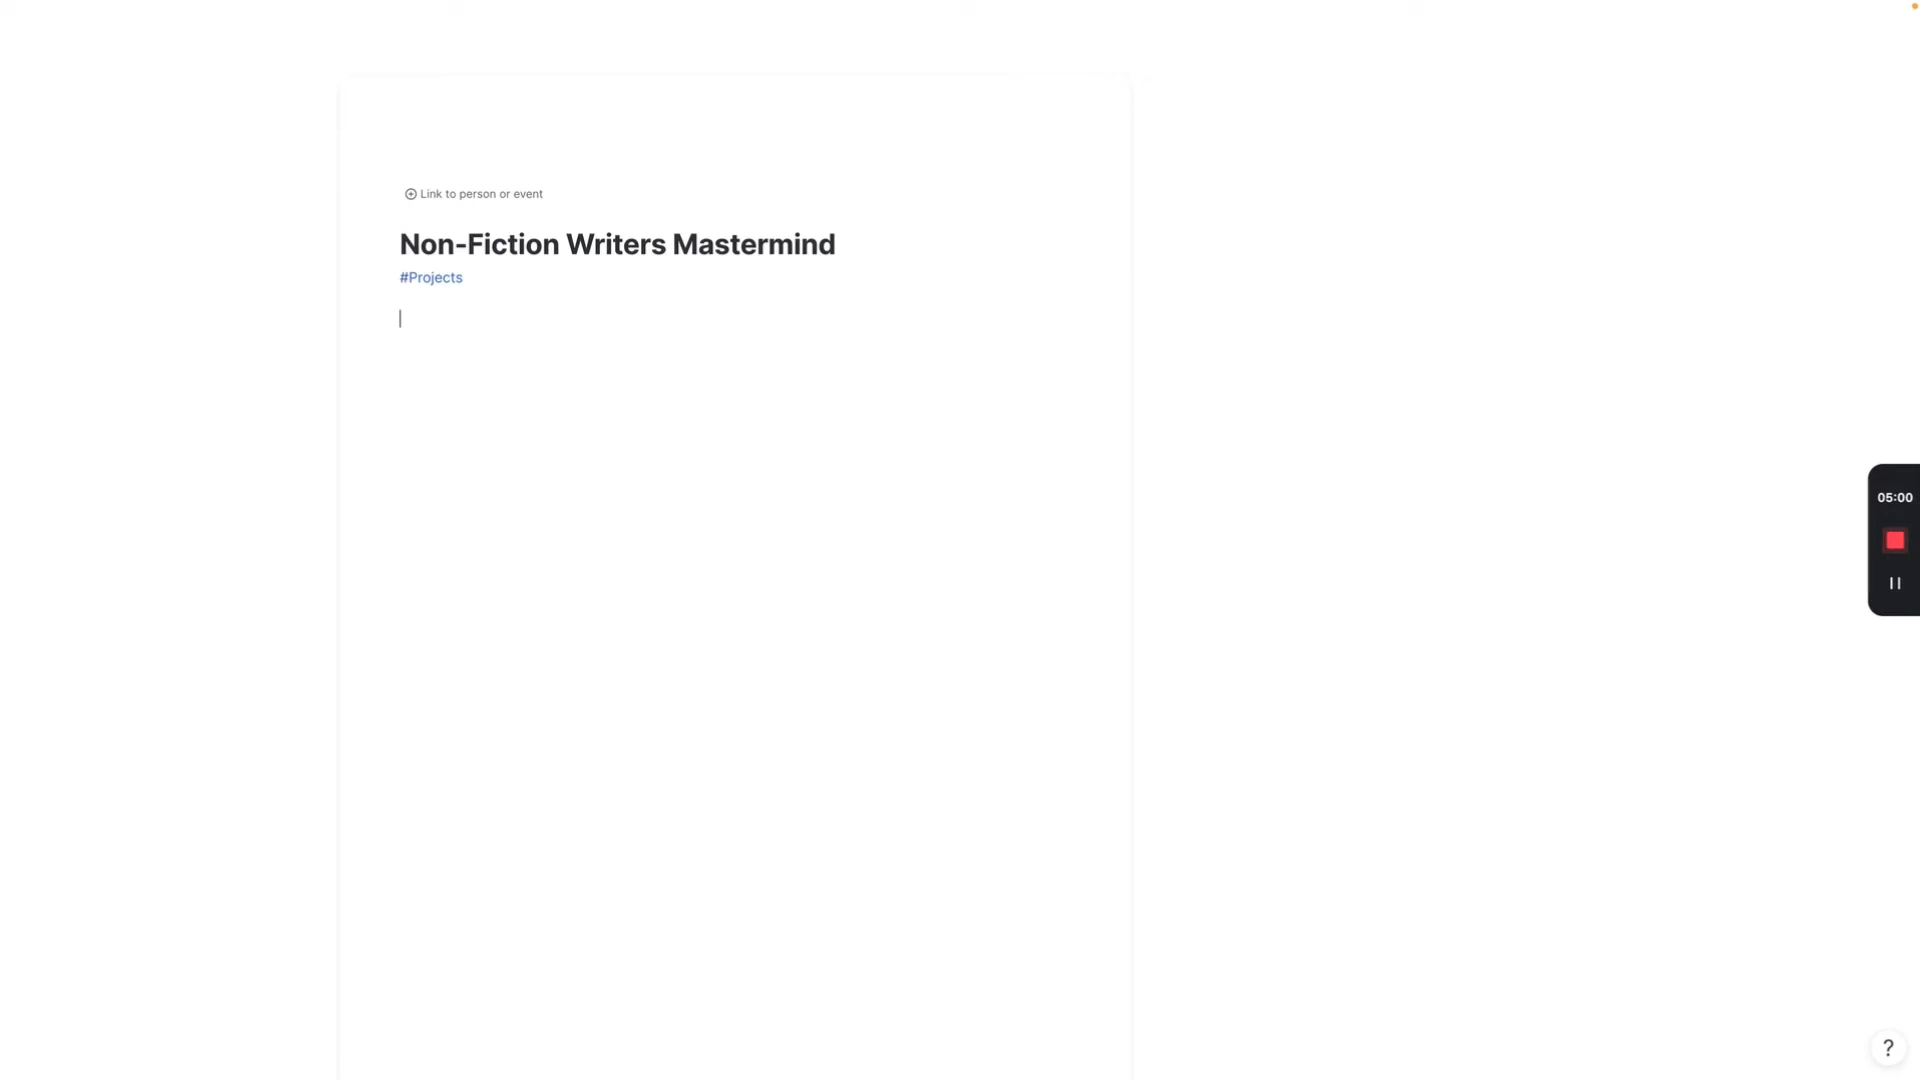 Link to person or event
Non-Fiction Writers Mastermind
#Projects
05:00
?